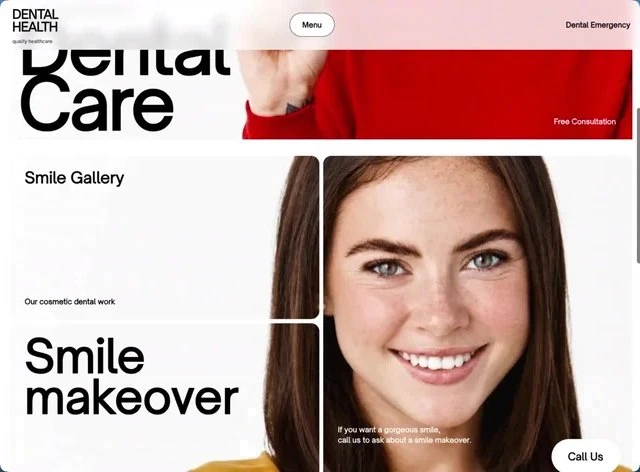 DENTAL
HEALTH
quality healthcare
Menu
Dental Emergency
Dental
Care
Free Consultation
Smile Gallery
Our cosmetic dental work
Smile
makeover
If you want a gorgeous smile,
call us to ask about a smile makeover.
Call Us